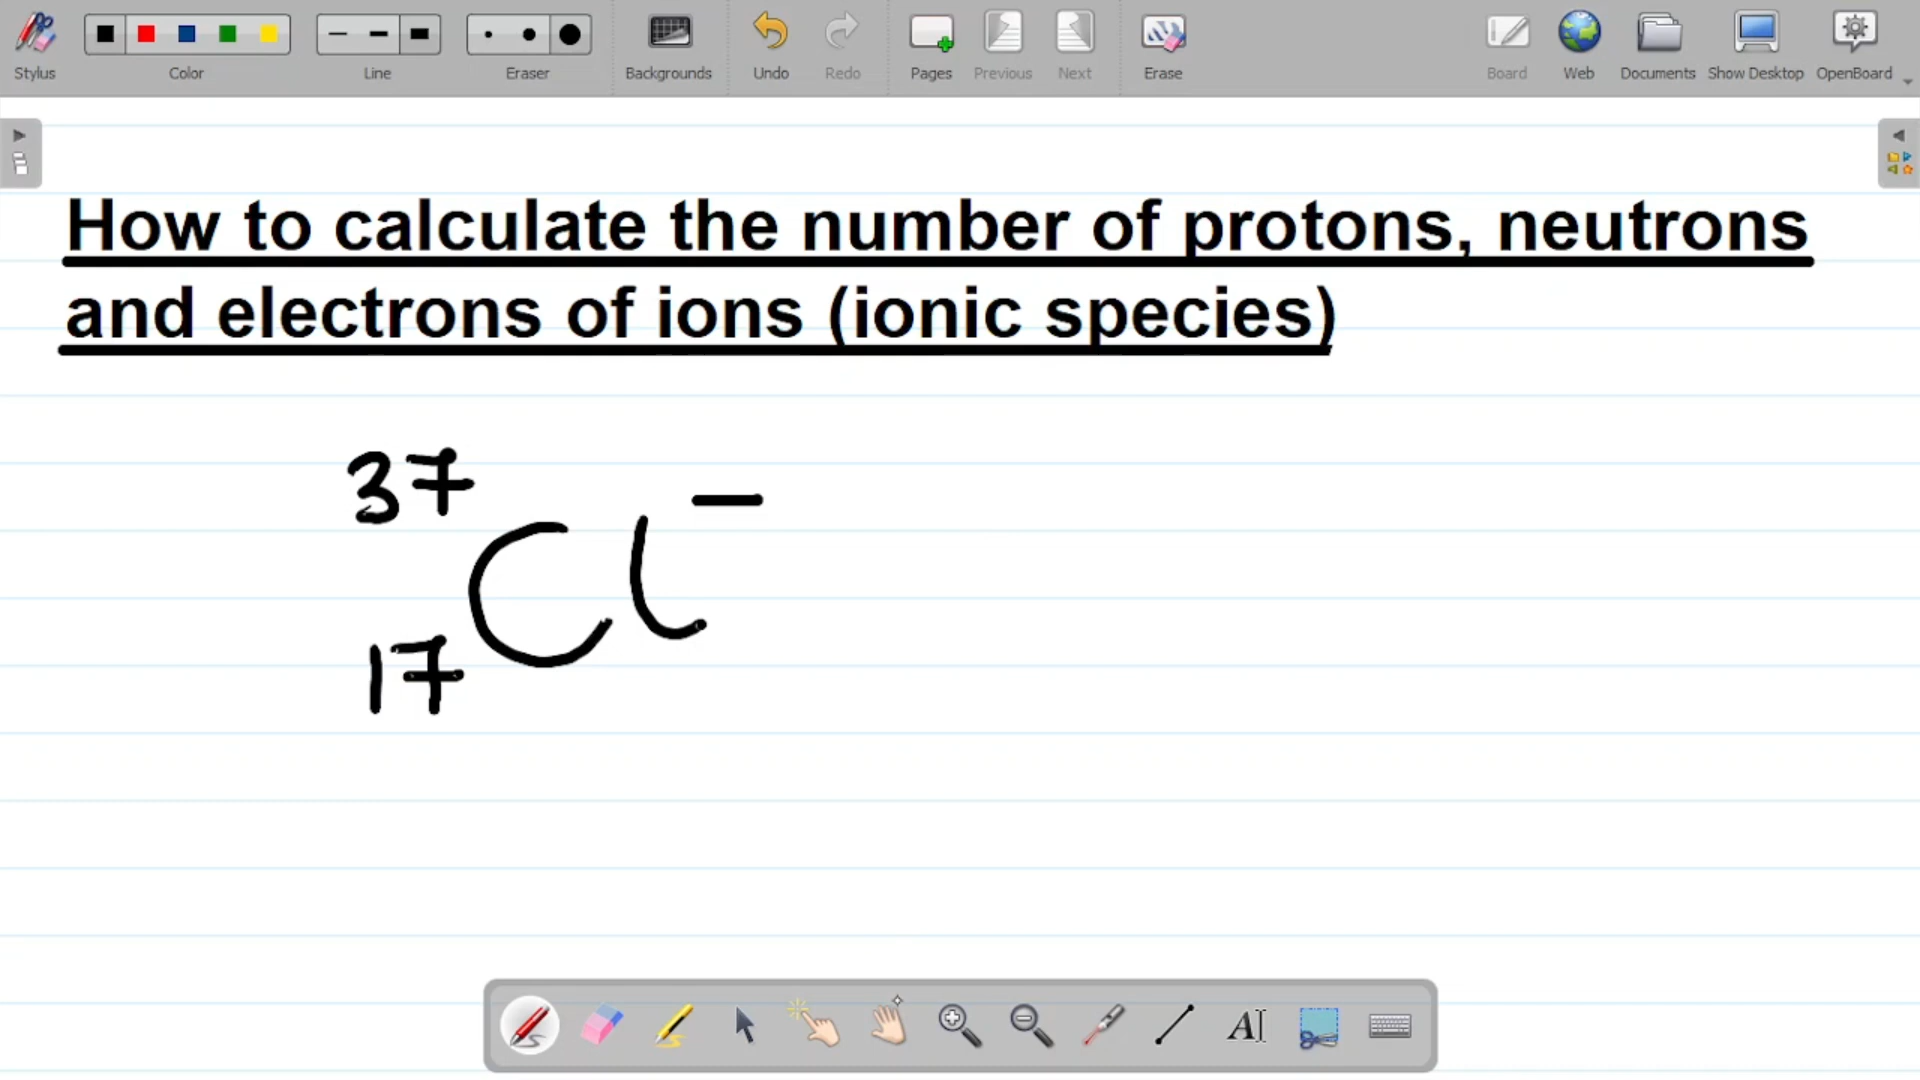 Stylus Color Line Eraser Backgrounds Undo Redo Pages Previous Next Erase Board Web Documents Show Desktop OpenBoard
How to calculate the number of protons, neutrons
and electrons of ions (ionic species)
37
Cl −
17
AI